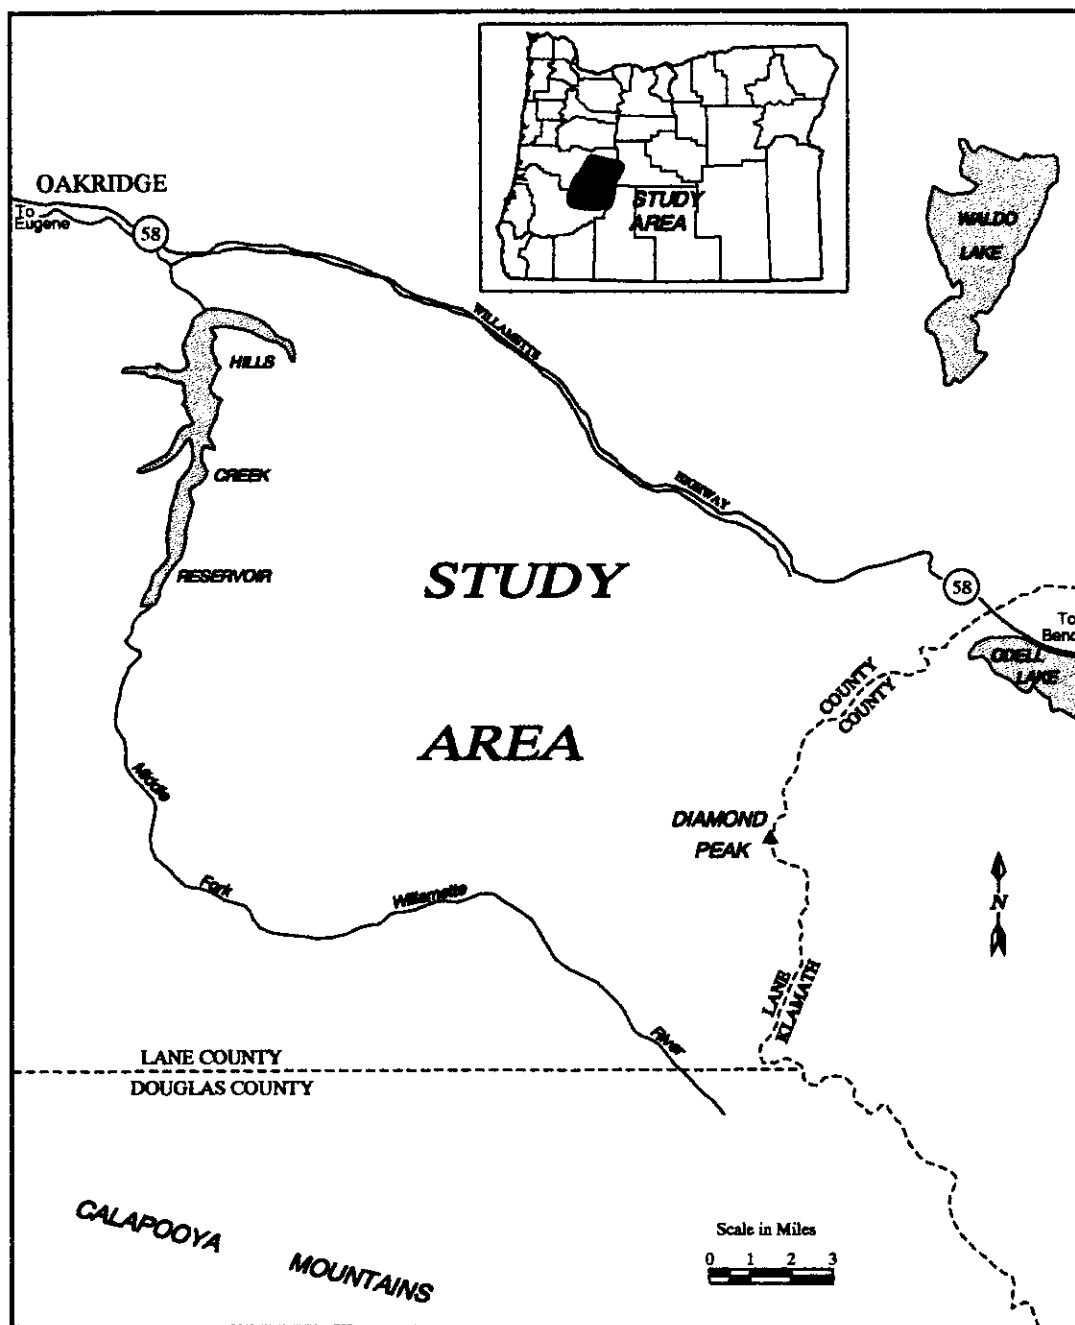 OAKRIDGE
To
Eugene
58
STUDY
AREA
WALDO
LAKE
WILLAMETTE
HIGHWAY
HILLS
CREEK
RESERVOIR
STUDY
AREA
58
To
Bend
ODELL
LAKE
COUNTY
COUNTY
DIAMOND
PEAK
Middle
Fork
Willamette
River
N
LANE
KLAMATH
LANE COUNTY
DOUGLAS COUNTY
CALAPOOYA
MOUNTAINS
Scale in Miles
0 1 2 3